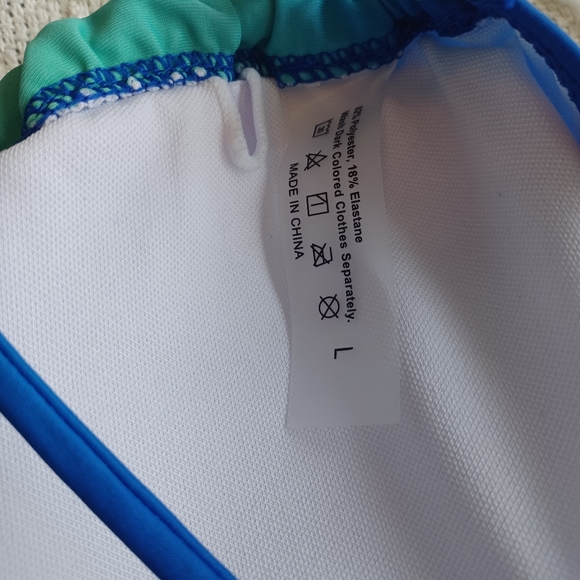 82% Polyester, 18% Elastane
Wash Dark Colored Clothes Separately.
MADE IN CHINA
L